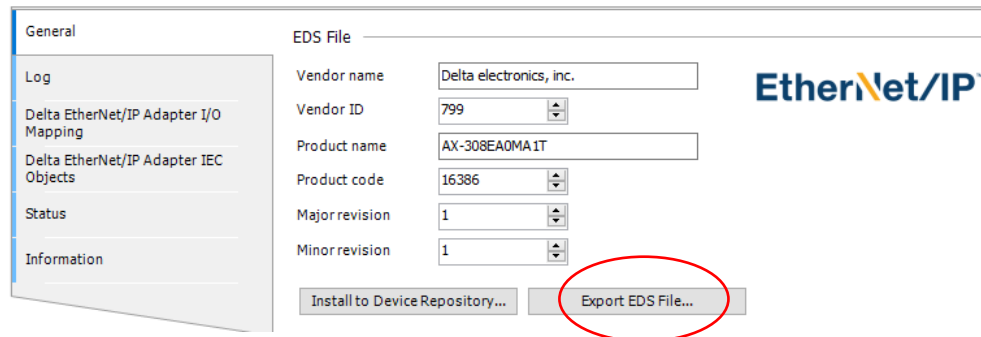 General
Log
Delta EtherNet/IP Adapter I/O
Mapping
Delta EtherNet/IP Adapter IEC
Objects
Status
Information
EDS File
Vendor name
Delta electronics, inc.
Vendor ID
799
Product name
AX-308EA0MA1T
Product code
16386
Major revision
1
Minor revision
1
Install to Device Repository...
Export EDS File...
EtherNet/IP